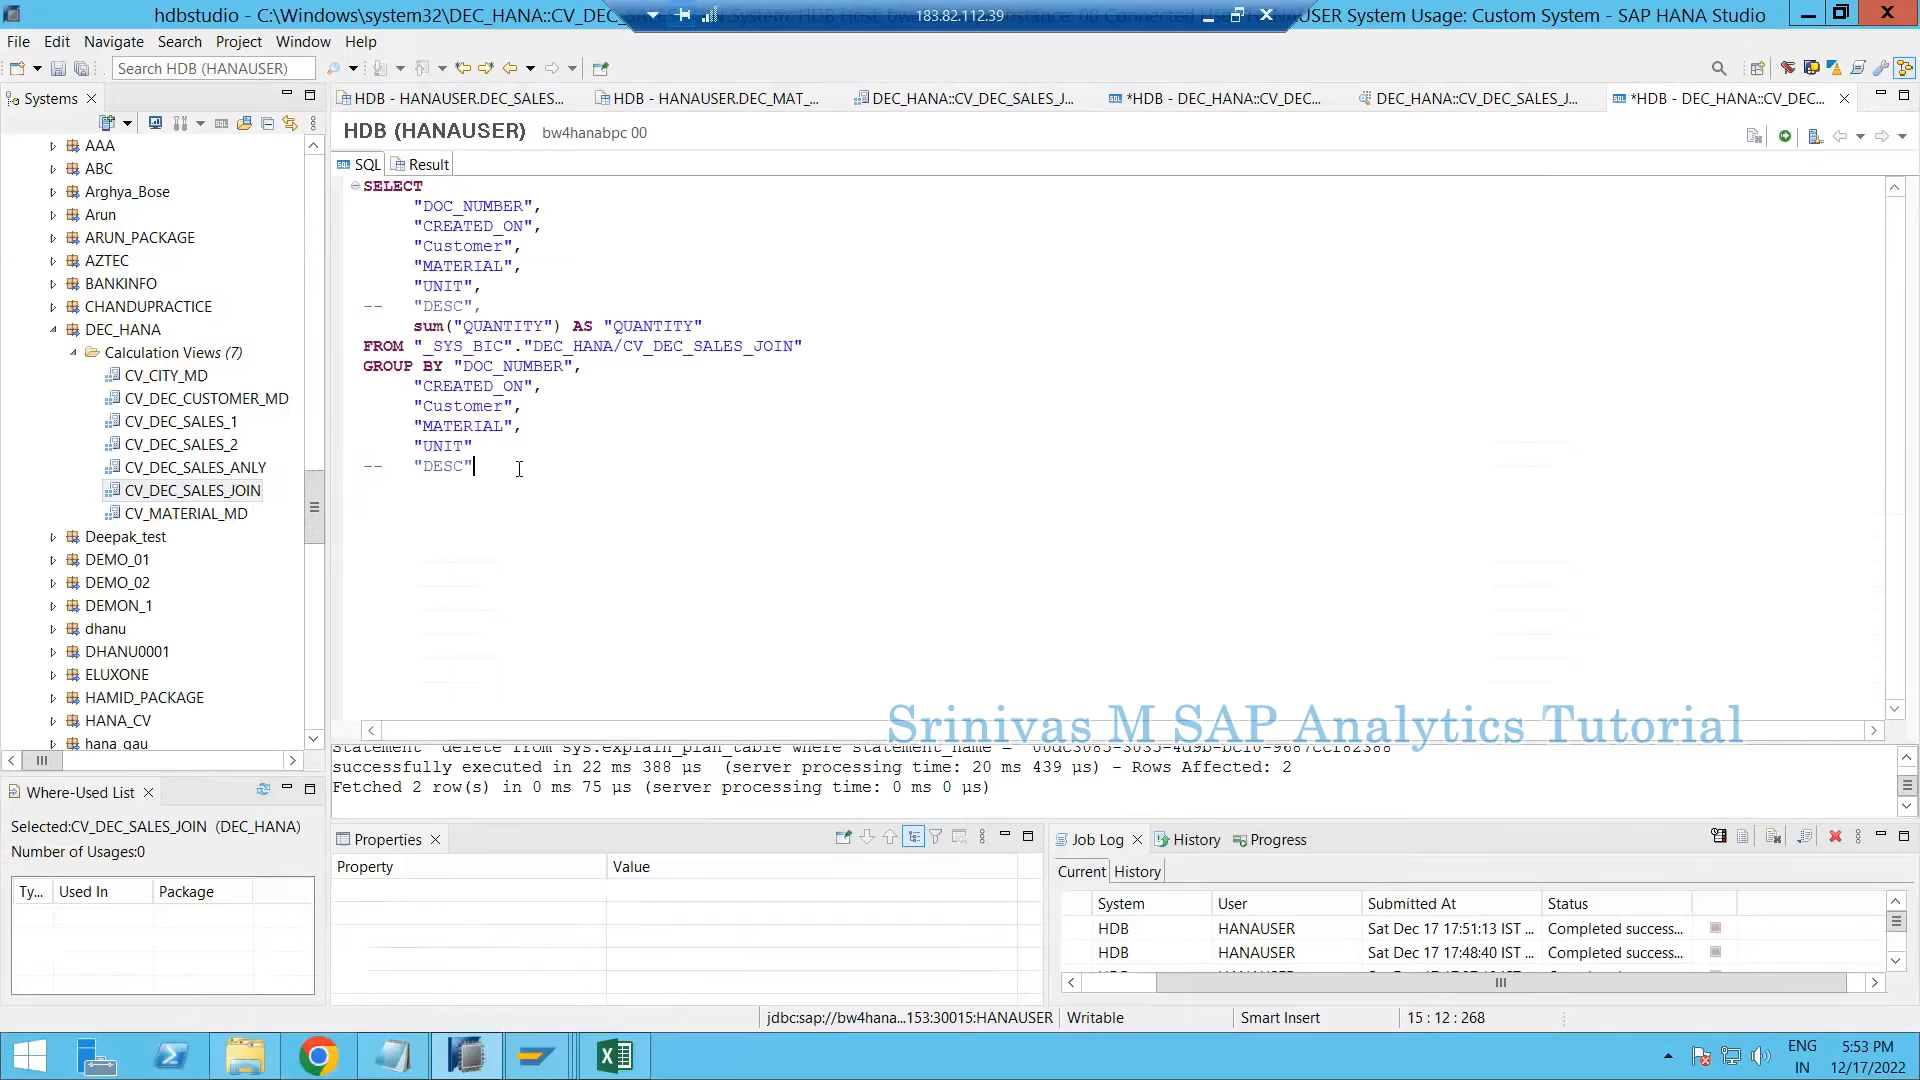 hdbstudio - C:\Windows\system32\DEC_HANA::CV_DEC_
183.82.112.39
System Usage: Custom System - SAP HANA Studio
File Edit Navigate Search Project Window Help
Search HDB (HANAUSER)
Systems
AAA
ABC
Arghya_Bose
Arun
ARUN_PACKAGE
AZTEC
BANKINFO
CHANDUPRACTICE
DEC_HANA
Calculation Views (7)
CV_CITY_MD
CV_DEC_CUSTOMER_MD
CV_DEC_SALES_1
CV_DEC_SALES_2
CV_DEC_SALES_ANLY
CV_DEC_SALES_JOIN
CV_MATERIAL_MD
Deepak_test
DEMO_01
DEMO_02
DEMON_1
dhanu
DHANU0001
ELUXONE
HAMID_PACKAGE
HANA_CV
hana_gau
HDB - HANAUSER.DEC_SALES...
HDB - HANAUSER.DEC_MAT_...
DEC_HANA::CV_DEC_SALES_J...
*HDB - DEC_HANA::CV_DEC...
DEC_HANA::CV_DEC_SALES_J...
*HDB - DEC_HANA::CV_DEC...
HDB (HANAUSER) bw4hanabpc 00
SQL Result
SELECT
"DOC_NUMBER",
"CREATED_ON",
"Customer",
"MATERIAL",
"UNIT",
-- "DESC",
sum("QUANTITY") AS "QUANTITY"
FROM "_SYS_BIC"."DEC_HANA/CV_DEC_SALES_JOIN"
GROUP BY "DOC_NUMBER",
"CREATED_ON",
"Customer",
"MATERIAL",
"UNIT"
-- "DESC"
Srinivas M SAP Analytics Tutorial
successfully executed in 22 ms 388 µs (server processing time: 20 ms 439 µs) - Rows Affected: 2
Fetched 2 row(s) in 0 ms 75 µs (server processing time: 0 ms 0 µs)
Where-Used List
Selected:CV_DEC_SALES_JOIN (DEC_HANA)
Number of Usages:0
Ty... Used In Package
Properties
Property Value
Job Log History Progress
Current History
System User Submitted At Status
HDB HANAUSER Sat Dec 17 17:51:13 IST ... Completed success...
HDB HANAUSER Sat Dec 17 17:48:40 IST ... Completed success...
jdbc:sap://bw4hana...153:30015:HANAUSER Writable Smart Insert 15 : 12 : 268
ENG 5:53 PM
IN 12/17/2022